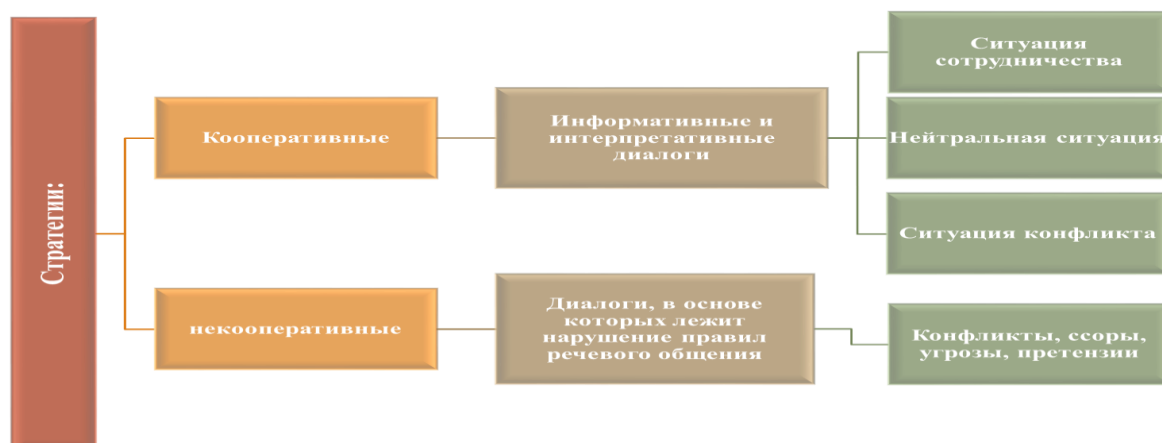 Стратегии:
Кооперативные
Информативные и
интерпретативные
диалоги
Ситуация
сотрудничества
Нейтральная ситуация
Ситуация конфликта
некооперативные
Диалоги, в основе
которых лежит
нарушение правил
речевого общения
Конфликты, ссоры,
угрозы, претензии